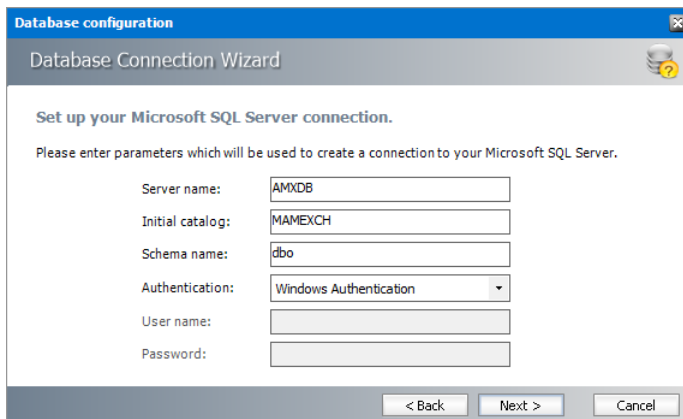 Database configuration
Database Connection Wizard
Set up your Microsoft SQL Server connection.
Please enter parameters which will be used to create a connection to your Microsoft SQL Server.
Server name: AMXDB
Initial catalog: MAMEXCH
Schema name: dbo
Authentication: Windows Authentication
User name:
Password:
< Back Next > Cancel